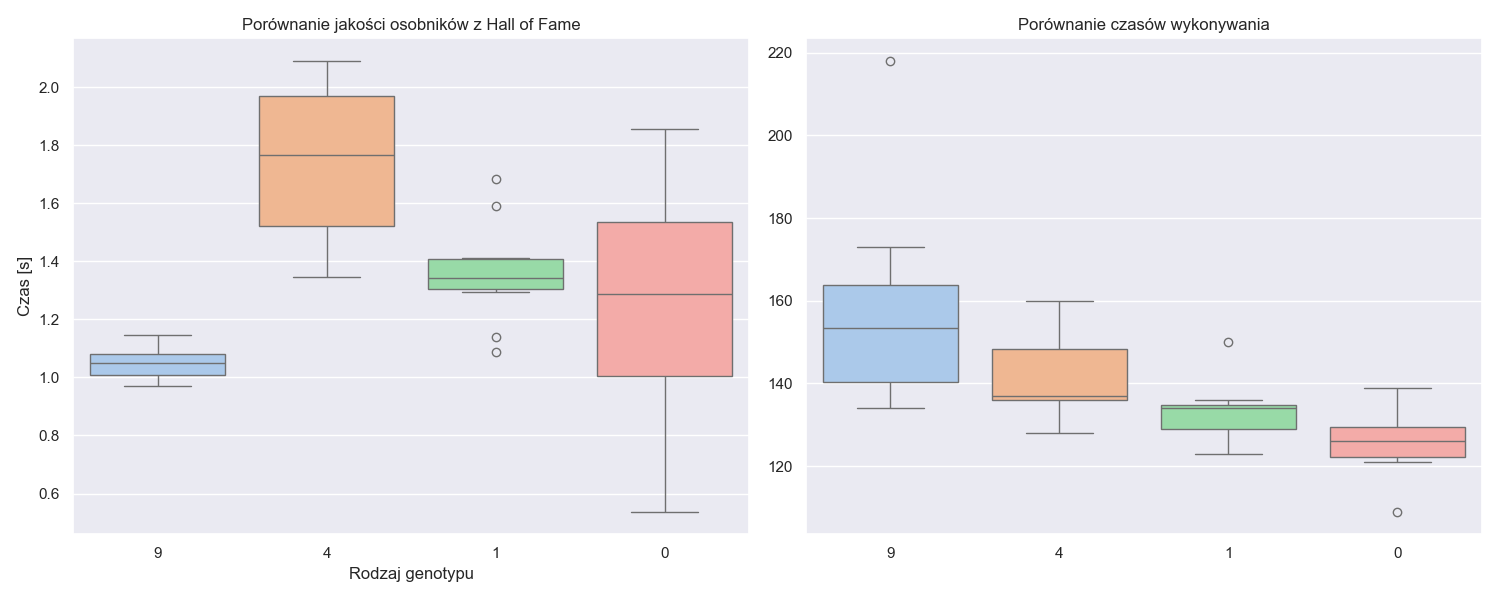 Porównanie jakości osobników z Hall of Fame
2.0
1.8
1.6
1.4
1.2
1.0
0.8
0.6
Czas [s]
9 4 1 0
Rodzaj genotypu
Porównanie czasów wykonywania
220
200
180
160
140
120
9 4 1 0